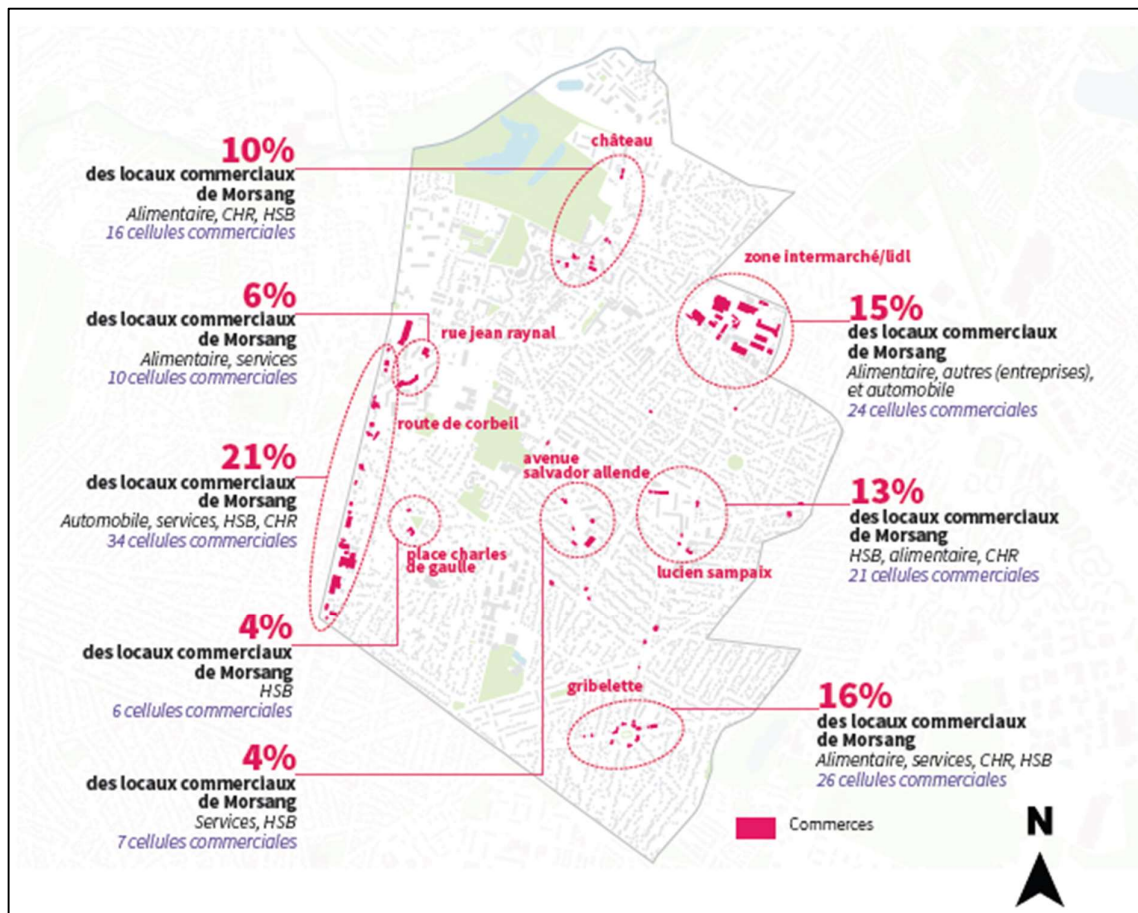 château
10%
des locaux commerciaux
de Morsang
Alimentaire, CHR, HSB
16 cellules commerciales
zone intermarché/lidl
15%
des locaux commerciaux
de Morsang
Alimentaire, autres (entreprises),
et automobile
24 cellules commerciales
6%
des locaux commerciaux
de Morsang
Alimentaire, services
10 cellules commerciales
rue jean raynal
route de corbeil
21%
des locaux commerciaux
de Morsang
Automobile, services, HSB, CHR
34 cellules commerciales
avenue
salvador allende
13%
des locaux commerciaux
de Morsang
HSB, alimentaire, CHR
21 cellules commerciales
place charles
de gaulle
lucien sampaix
4%
des locaux commerciaux
de Morsang
HSB
6 cellules commerciales
gribelette
16%
des locaux commerciaux
de Morsang
Alimentaire, services, CHR, HSB
26 cellules commerciales
4%
des locaux commerciaux
de Morsang
Services, HSB
7 cellules commerciales
Commerces
N